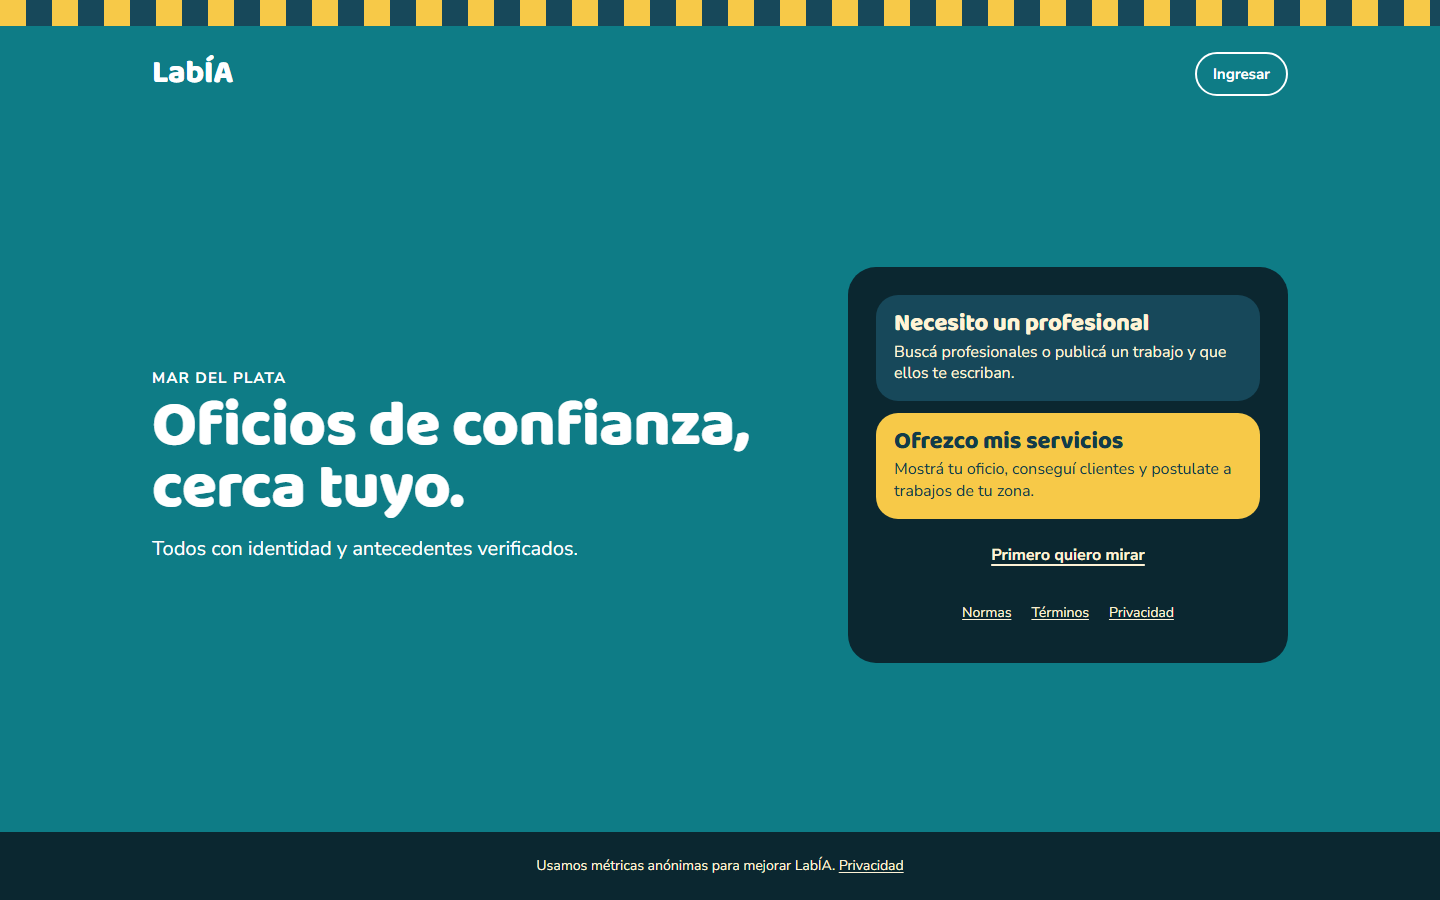 LabÍA
Ingresar
MAR DEL PLATA
Oficios de confianza,
cerca tuyo.
Todos con identidad y antecedentes verificados.
Necesito un profesional
Buscá profesionales o publicá un trabajo y que
ellos te escriban.
Ofrezco mis servicios
Mostrá tu oficio, conseguí clientes y postulate a
trabajos de tu zona.
Primero quiero mirar
Normas Términos Privacidad
Usamos métricas anónimas para mejorar LabÍA. Privacidad